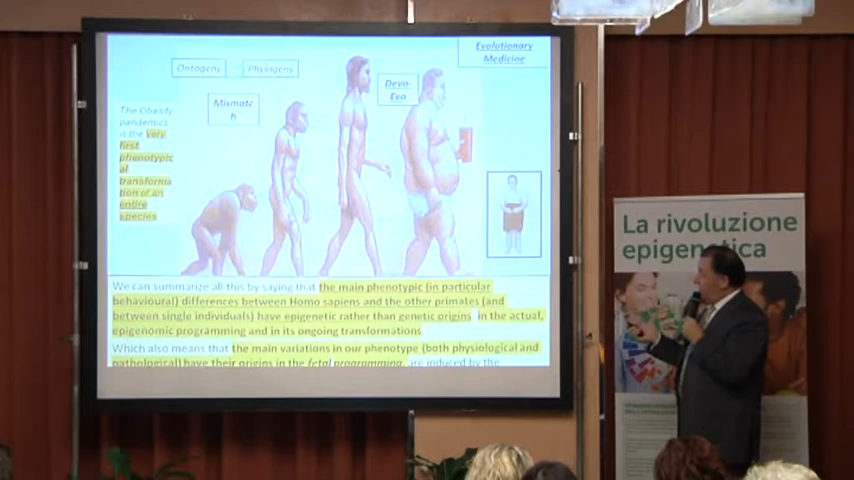 Evolutionary
Medicine
Ontogeny
Phylogeny
Devo-
Evo
Mismatc
h
The Obesity
pandemics
is the very
first
phenotypic
al
transforma
tion of an
entire
species
We can summarize all this by saying that the main phenotypic (in particular
behavioural) differences between Homo sapiens and the other primates (and
between single individuals) have epigenetic rather than genetic origins in the actual,
epigenomic programming and in its ongoing transformations
Which also means that the main variations in our phenotype (both physiological and
pathological) have their origins in the fetal programming, are induced by the
La rivoluzione
epigenetica